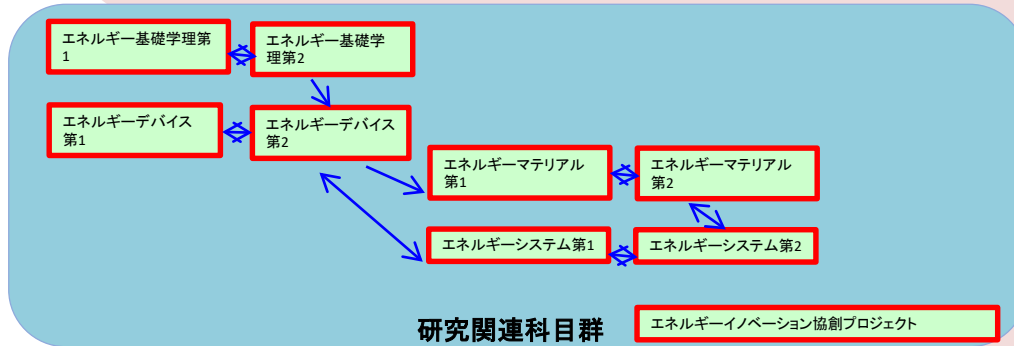 エネルギー基礎学理第
1
エネルギー基礎学
理第2
エネルギーデバイス
第1
エネルギーデバイス
第2
エネルギーマテリアル
第1
エネルギーマテリアル
第2
エネルギーシステム第1
エネルギーシステム第2
研究関連科目群
エネルギーイノベーション協創プロジェクト